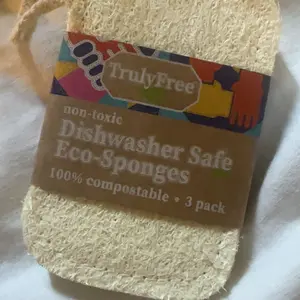 TrulyFree
non-toxic
Dishwasher Safe
Eco-Sponges
100% compostable • 3 pack